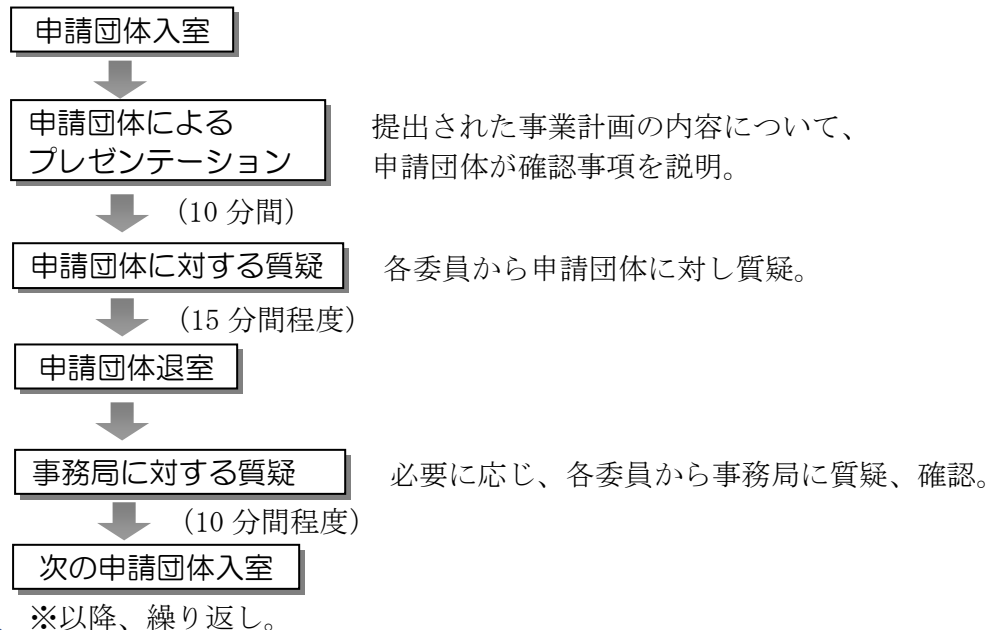 申請団体入室
申請団体による
プレゼンテーション
提出された事業計画の内容について、
申請団体が確認事項を説明。
(10 分間)
申請団体に対する質疑
各委員から申請団体に対し質疑。
(15 分間程度)
申請団体退室
事務局に対する質疑
必要に応じ、各委員から事務局に質疑、確認。
(10 分間程度)
次の申請団体入室
※以降、繰り返し。